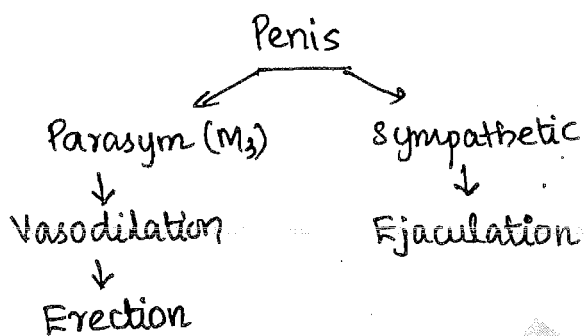 Penis
Parasym (M3) Sympathetic
Vasodilation Ejaculation
Erection